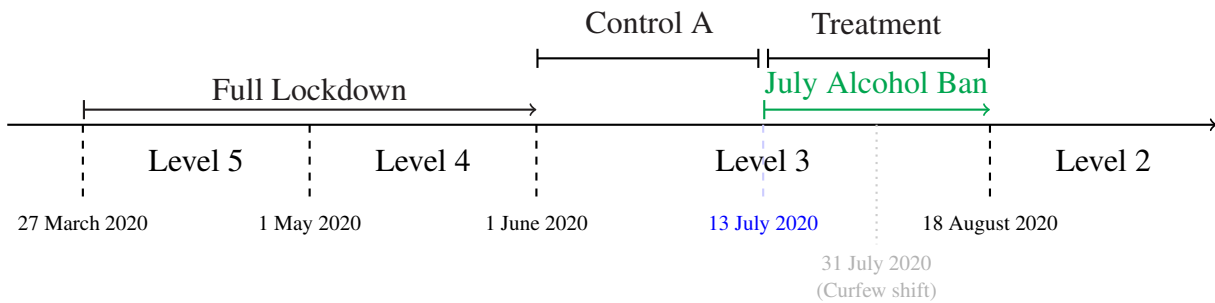 Control A
Treatment
Full Lockdown
July Alcohol Ban
Level 5
Level 4
Level 3
Level 2
27 March 2020
1 May 2020
1 June 2020
13 July 2020
18 August 2020
31 July 2020
(Curfew shift)